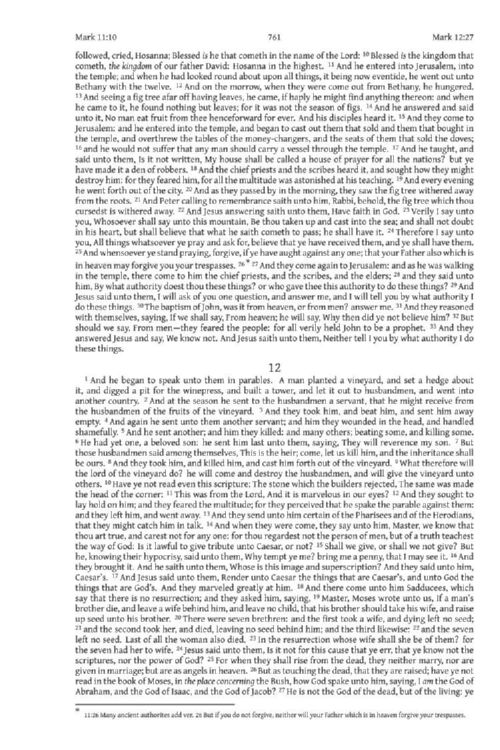 Mark 11:10 761 Mark 12:27
followed, cried, Hosanna; Blessed is he that cometh in the name of the Lord: 10 Blessed is the kingdom that
cometh, the kingdom of our father David: Hosanna in the highest. 11 And he entered into Jerusalem, into
the temple; and when he had looked round about upon all things, it being now eventide, he went out unto
Bethany with the twelve. 12 And on the morrow, when they were come out from Bethany, he hungered.
13 And seeing a fig tree afar off having leaves, he came, if haply he might find anything thereon: and when
he came to it, he found nothing but leaves; for it was not the season of figs. 14 And he answered and said
unto it, No man eat fruit from thee henceforward for ever. And his disciples heard it. 15 And they come to
Jerusalem: and he entered into the temple, and began to cast out them that sold and them that bought in
the temple, and overthrew the tables of the money-changers, and the seats of them that sold the doves;
16 and he would not suffer that any man should carry a vessel through the temple. 17 And he taught, and
said unto them, Is it not written, My house shall be called a house of prayer for all the nations? but ye
have made it a den of robbers. 18 And the chief priests and the scribes heard it, and sought how they might
destroy him: for they feared him, for all the multitude was astonished at his teaching. 19 And every evening
he went forth out of the city. 20 And as they passed by in the morning, they saw the fig tree withered away
from the roots. 21 And Peter calling to remembrance saith unto him, Rabbi, behold, the fig tree which thou
cursedst is withered away. 22 And Jesus answering saith unto them, Have faith in God. 23 Verily I say unto
you, Whosoever shall say unto this mountain, Be thou taken up and cast into the sea; and shall not doubt
in his heart, but shall believe that what he saith cometh to pass; he shall have it. 24 Therefore I say unto
you, All things whatsoever ye pray and ask for, believe that ye have received them, and ye shall have them.
25 And whensoever ye stand praying, forgive, if ye have aught against any one; that your Father also which is
in heaven may forgive you your trespasses. 26 * 27 And they come again to Jerusalem: and as he was walking
in the temple, there come to him the chief priests, and the scribes, and the elders; 28 and they said unto
him, By what authority doest thou these things? or who gave thee this authority to do these things? 29 And
Jesus said unto them, I will ask of you one question, and answer me, and I will tell you by what authority I
do these things. 30 The baptism of John, was it from heaven, or from men? answer me. 31 And they reasoned
with themselves, saying, If we shall say, From heaven; he will say, Why then did ye not believe him? 32 But
should we say, From men—they feared the people: for all verily held John to be a prophet. 33 And they
answered Jesus and say, We know not. And Jesus saith unto them, Neither tell I you by what authority I do
these things.
12
1 And he began to speak unto them in parables. A man planted a vineyard, and set a hedge about
it, and digged a pit for the winepress, and built a tower, and let it out to husbandmen, and went into
another country. 2 And at the season he sent to the husbandmen a servant, that he might receive from
the husbandmen of the fruits of the vineyard. 3 And they took him, and beat him, and sent him away
empty. 4 And again he sent unto them another servant; and him they wounded in the head, and handled
shamefully. 5 And he sent another; and him they killed: and many others; beating some, and killing some.
6 He had yet one, a beloved son: he sent him last unto them, saying, They will reverence my son. 7 But
those husbandmen said among themselves, This is the heir; come, let us kill him, and the inheritance shall
be ours. 8 And they took him, and killed him, and cast him forth out of the vineyard. 9 What therefore will
the lord of the vineyard do? he will come and destroy the husbandmen, and will give the vineyard unto
others. 10 Have ye not read even this scripture; The stone which the builders rejected, The same was made
the head of the corner: 11 This was from the Lord, And it is marvelous in our eyes? 12 And they sought to
lay hold on him; and they feared the multitude; for they perceived that he spake the parable against them:
and they left him, and went away. 13 And they send unto him certain of the Pharisees and of the Herodians,
that they might catch him in talk. 14 And when they were come, they say unto him, Master, we know that
thou art true, and carest not for any one: for thou regardest not the person of men, but of a truth teachest
the way of God: Is it lawful to give tribute unto Caesar, or not? 15 Shall we give, or shall we not give? But
he, knowing their hypocrisy, said unto them, Why tempt ye me? bring me a penny, that I may see it. 16 And
they brought it. And he saith unto them, Whose is this image and superscription? And they said unto him,
Caesar's. 17 And Jesus said unto them, Render unto Caesar the things that are Caesar's, and unto God the
things that are God's. And they marveled greatly at him. 18 And there come unto him Sadducees, which
say that there is no resurrection; and they asked him, saying, 19 Master, Moses wrote unto us, If a man's
brother die, and leave a wife behind him, and leave no child, that his brother should take his wife, and raise
up seed unto his brother. 20 There were seven brethren: and the first took a wife, and dying left no seed;
21 and the second took her, and died, leaving no seed behind him; and the third likewise: 22 and the seven
left no seed. Last of all the woman also died. 23 In the resurrection whose wife shall she be of them? for
the seven had her to wife. 24 Jesus said unto them, Is it not for this cause that ye err, that ye know not the
scriptures, nor the power of God? 25 For when they shall rise from the dead, they neither marry, nor are
given in marriage; but are as angels in heaven. 26 But as touching the dead, that they are raised; have ye not
read in the book of Moses, in the place concerning the Bush, how God spake unto him, saying, I am the God of
Abraham, and the God of Isaac, and the God of Jacob? 27 He is not the God of the dead, but of the living: ye
* 11:26 Many ancient authorities add ver. 26 But if you do not forgive, neither will your Father which is in heaven forgive your trespasses.